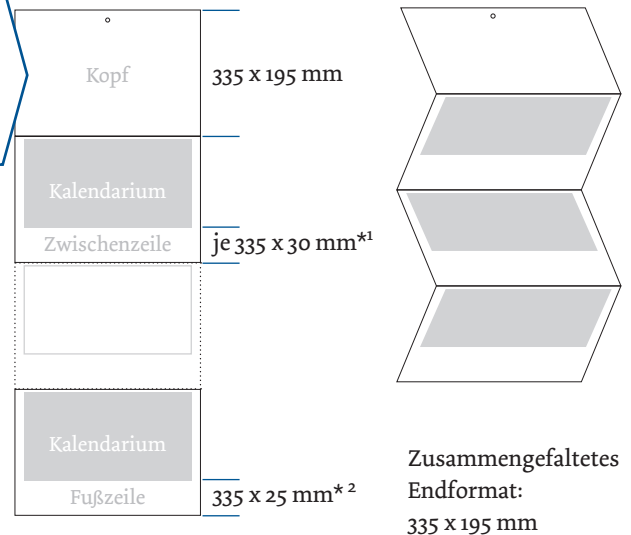 Kopf
335 x 195 mm
Kalendarium
Zwischenzeile
je 335 x 30 mm*¹
Kalendarium
Fußzeile
335 x 25 mm* ²
Zusammengefaltetes
Endformat:
335 x 195 mm